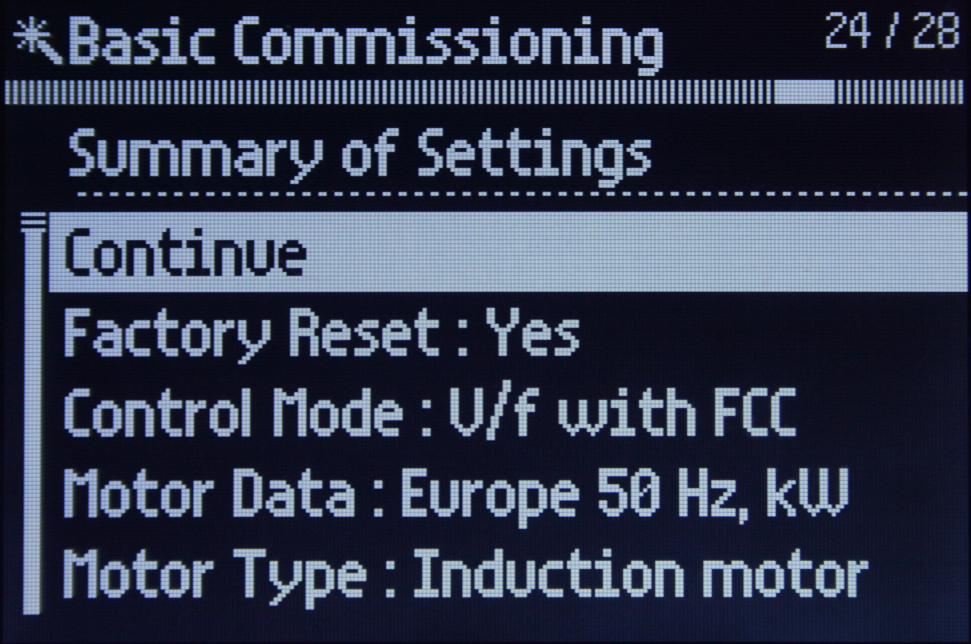 Basic Commissioning 24 / 28
Summary of Settings
Continue
Factory Reset : Yes
Control Mode : V/f with FCC
Motor Data : Europe 50 Hz, kW
Motor Type : Induction motor